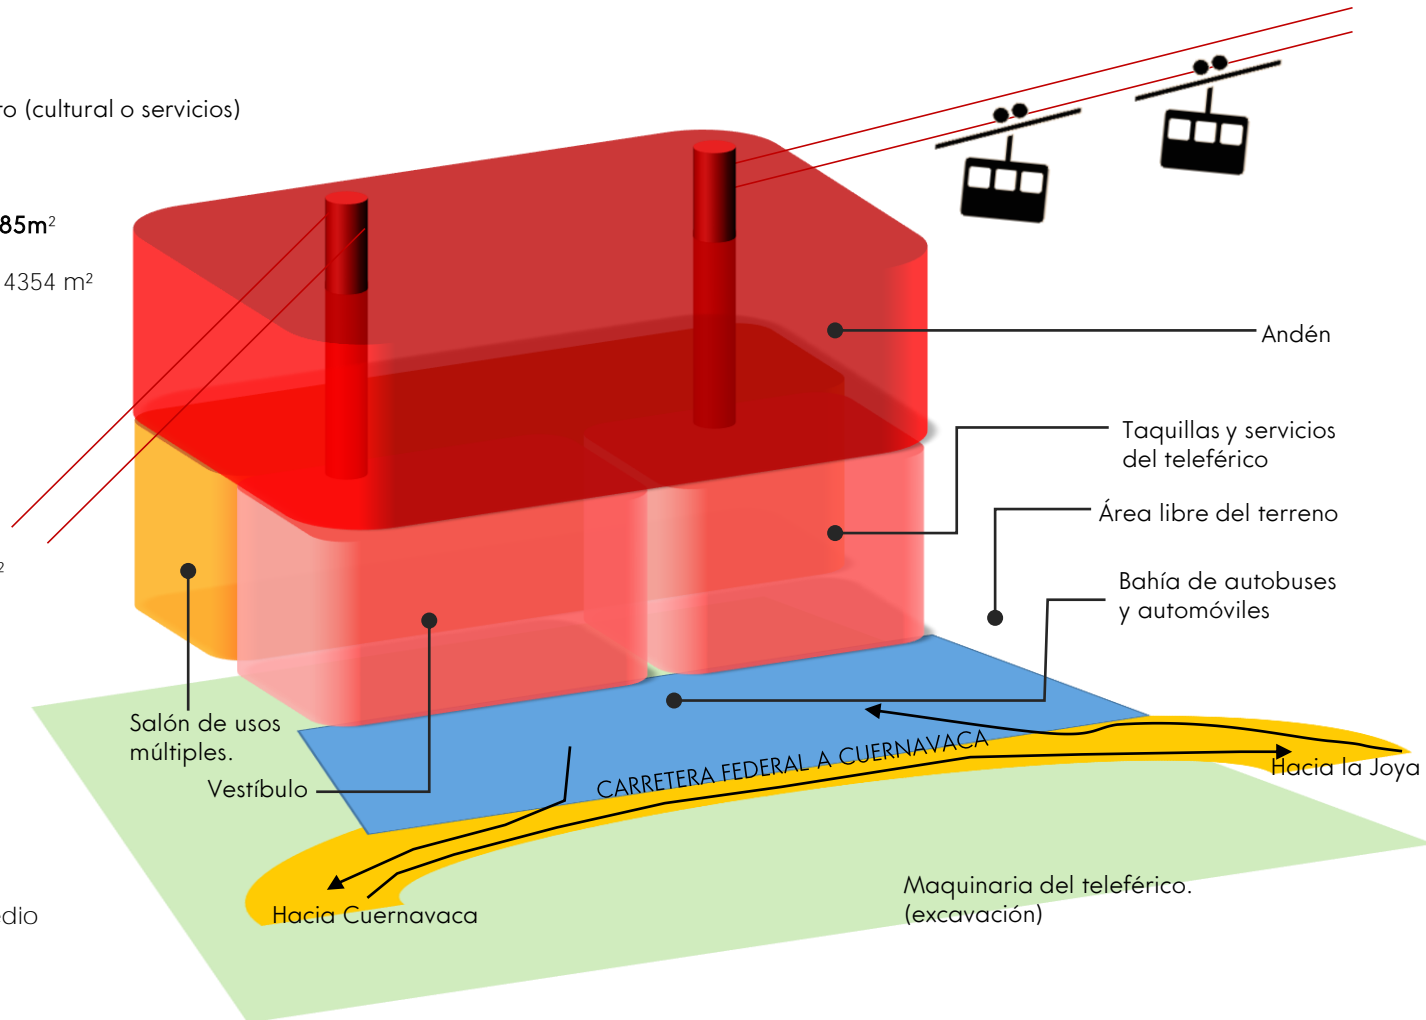 ro (cultural o servicios)
85m²
4354 m²
Andén
Taquillas y servicios
del teleférico
Área libre del terreno
Bahía de autobuses
y automóviles
Salón de usos
múltiples.
Vestíbulo
CARRETERA FEDERAL A CUERNAVACA
Hacia la Joya
Hacia Cuernavaca
Maquinaria del teleférico.
(excavación)
edio